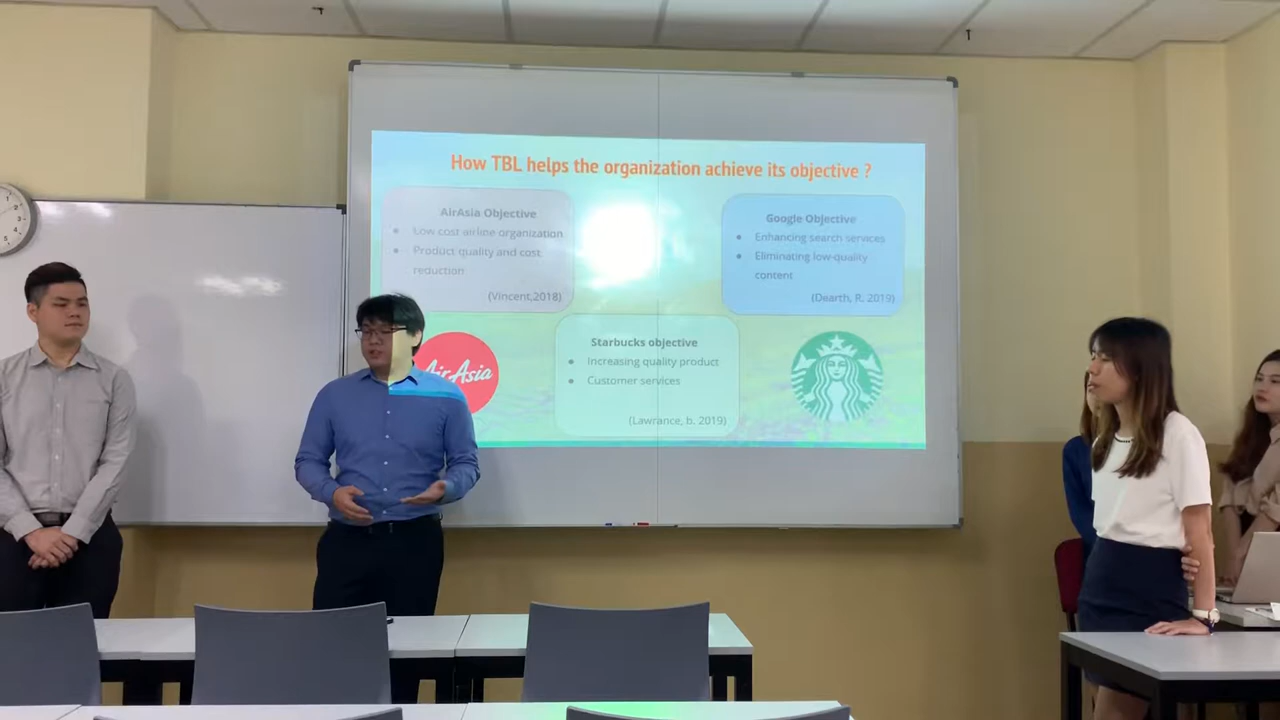 How TBL helps the organization achieve its objective ?
AirAsia Objective
● Low cost airline organization
● Product quality and cost
reduction
(Vincent,2018)
Google Objective
● Enhancing search services
● Eliminating low-quality
content
(Dearth, R. 2019)
Starbucks objective
● Increasing quality product
● Customer services
(Lawrance, b. 2019)
AirAsia